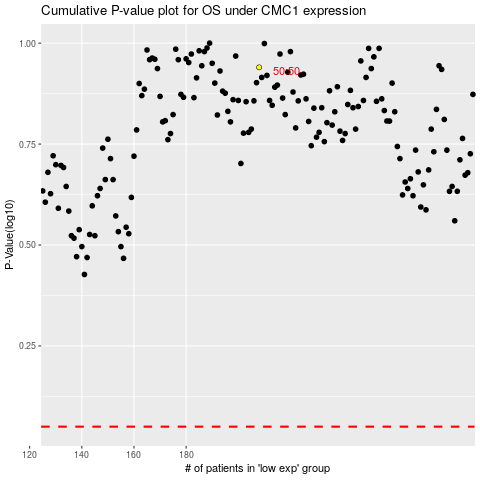 Cumulative P-value plot for OS under CMC1 expression
1.00
0.75
0.50
0.25
P-Value(log10)
50-50
120 140 160 180
# of patients in 'low exp' group